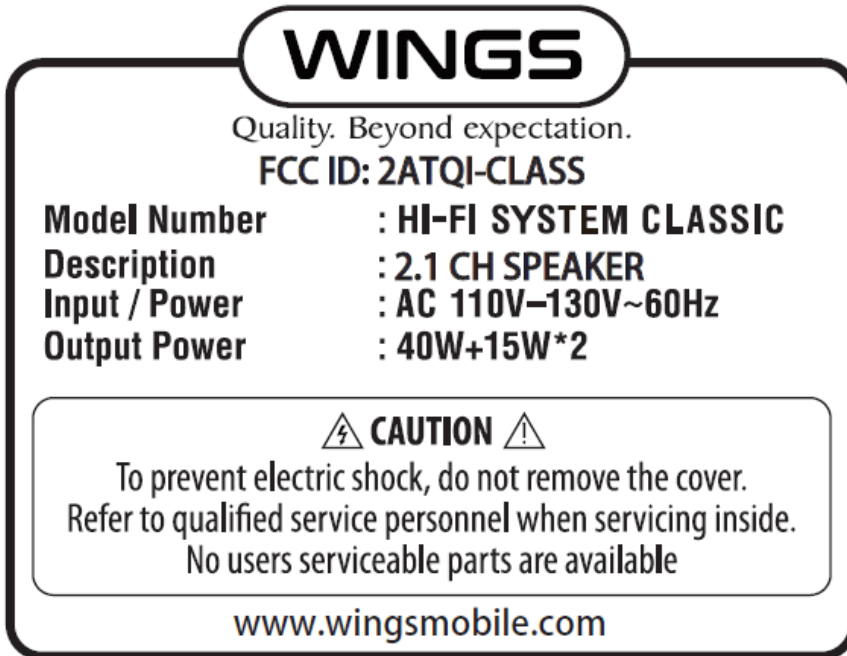 WINGS
Quality. Beyond expectation.
FCC ID: 2ATQI-CLASS
Model Number : HI-FI SYSTEM CLASSIC
Description : 2.1 CH SPEAKER
Input / Power : AC 110V–130V~60Hz
Output Power : 40W+15W*2
CAUTION
To prevent electric shock, do not remove the cover.
Refer to qualified service personnel when servicing inside.
No users serviceable parts are available
www.wingsmobile.com